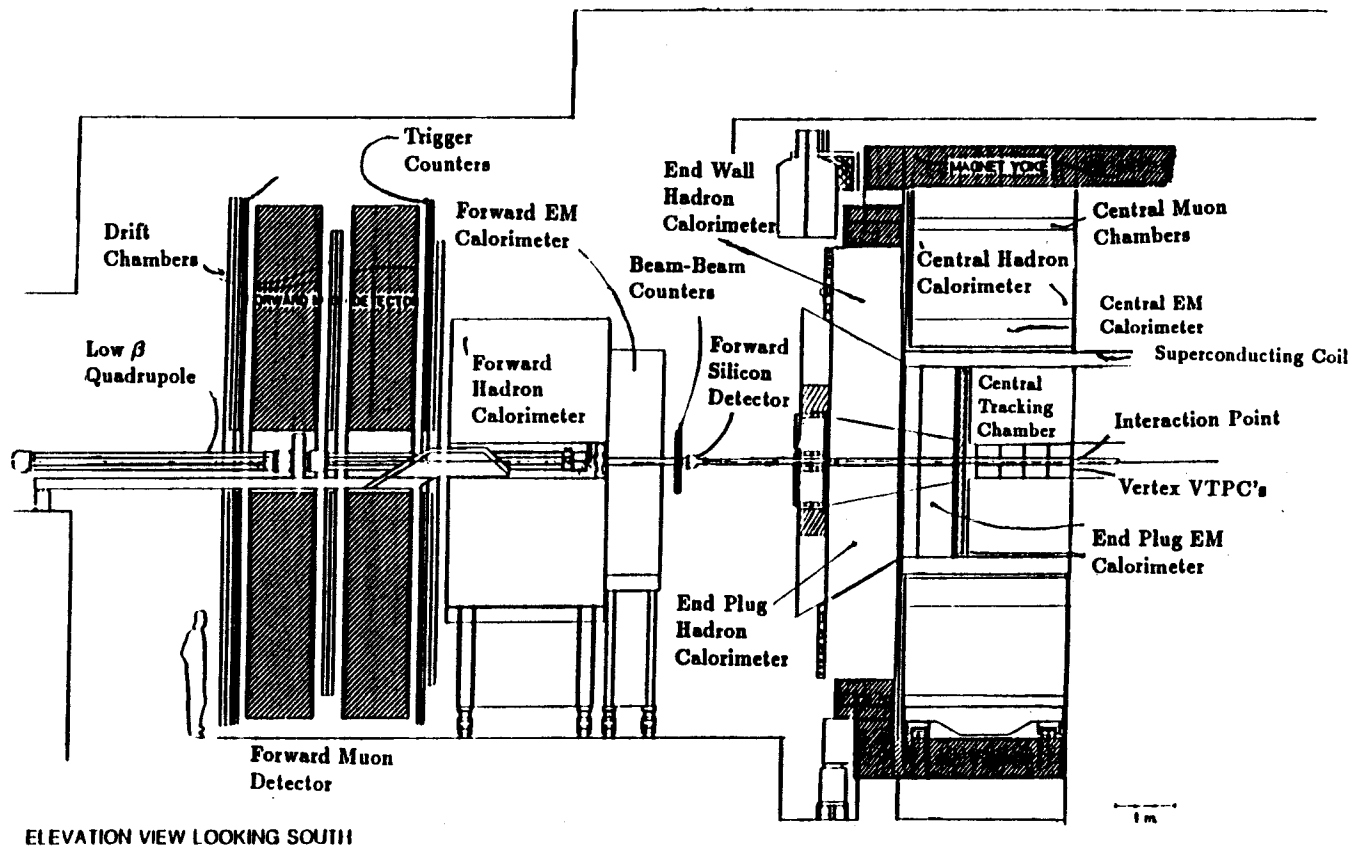 Trigger
Counters
End Wall
Hadron
Calorimeter
MAGNET YOKE
Forward EM
Calorimeter
Central Muon
Chambers
Drift
Chambers
Beam-Beam
Counters
Central Hadron
Calorimeter
FORWARD MUON DETECTOR
Central EM
Calorimeter
Low β
Quadrupole
Forward
Hadron
Calorimeter
Forward
Silicon
Detector
Superconducting Coil
Central
Tracking
Chamber
Interaction Point
Vertex VTPC's
End Plug EM
Calorimeter
End Plug
Hadron
Calorimeter
Forward Muon
Detector
1 m
ELEVATION VIEW LOOKING SOUTH